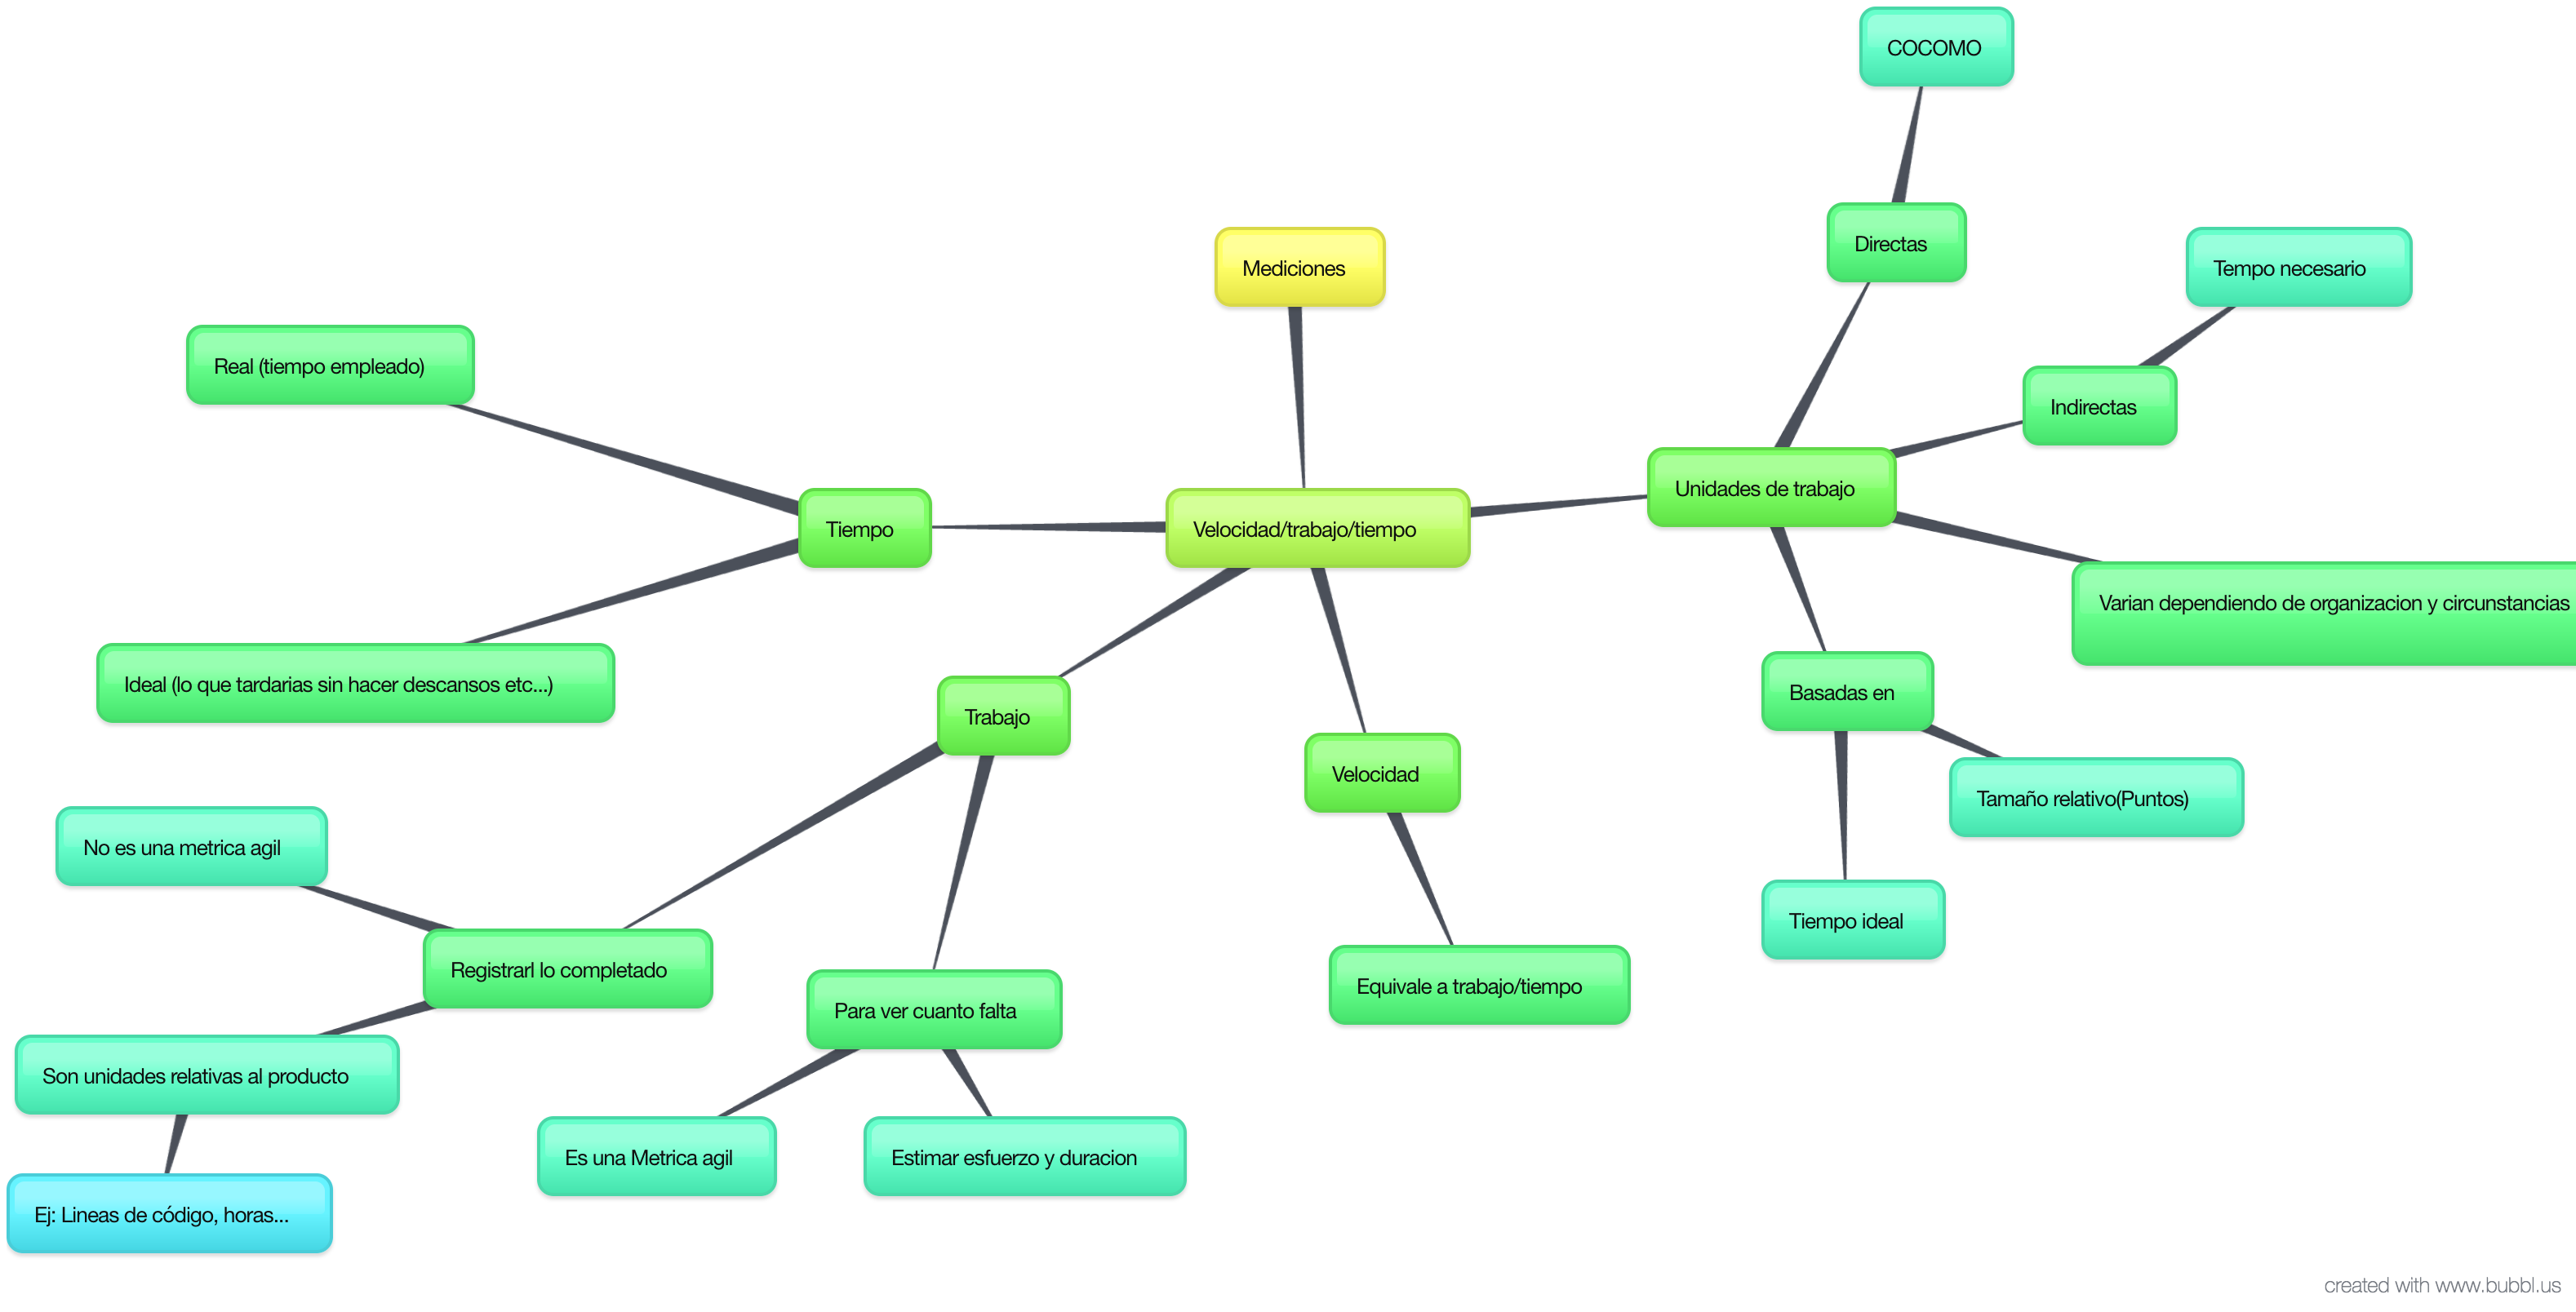 COCOMO
Directas
Mediciones
Tempo necesario
Real (tiempo empleado)
Indirectas
Unidades de trabajo
Tiempo
Velocidad/trabajo/tiempo
Varian dependiendo de organizacion y circunstancias
Ideal (lo que tardarias sin hacer descansos etc...)
Basadas en
Trabajo
Velocidad
Tamaño relativo(Puntos)
No es una metrica agil
Tiempo ideal
Registrarl lo completado
Equivale a trabajo/tiempo
Para ver cuanto falta
Son unidades relativas al producto
Es una Metrica agil
Estimar esfuerzo y duracion
Ej: Lineas de código, horas...
created with www.bubbl.us